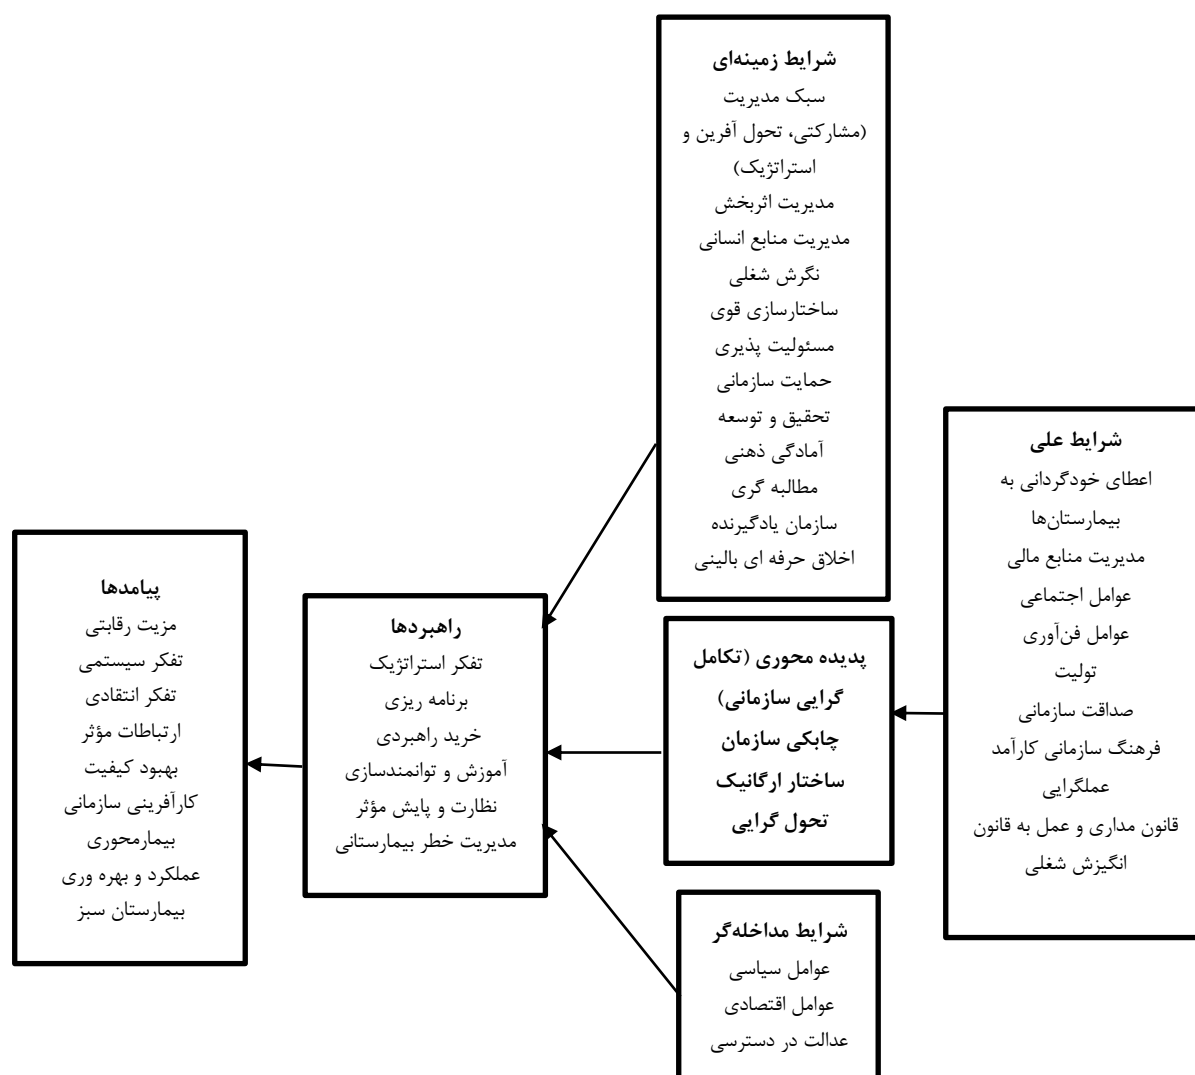 شرایط زمینه‌ای
سبک مدیریت
(مشارکتی، تحول آفرین و
استراتژیک)
مدیریت اثربخش
مدیریت منابع انسانی
نگرش شغلی
ساختارسازی قوی
مسئولیت پذیری
حمایت سازمانی
تحقیق و توسعه
آمادگی ذهنی
مطالبه گری
سازمان یادگیرنده
اخلاق حرفه ای بالینی
شرایط علی
اعطای خودگردانی به
بیمارستان‌ها
مدیریت منابع مالی
عوامل اجتماعی
عوامل فن‌آوری
تولیت
صداقت سازمانی
فرهنگ سازمانی کارآمد
عملگرایی
قانون مداری و عمل به قانون
انگیزش شغلی
پدیده محوری (تکامل
گرایی سازمانی)
چابکی سازمان
ساختار ارگانیک
تحول گرایی
شرایط مداخله‌گر
عوامل سیاسی
عوامل اقتصادی
عدالت در دسترسی
راهبردها
تفکر استراتژیک
برنامه ریزی
خرید راهبردی
آموزش و توانمندسازی
نظارت و پایش مؤثر
مدیریت خطر بیمارستانی
پیامدها
مزیت رقابتی
تفکر سیستمی
تفکر انتقادی
ارتباطات مؤثر
بهبود کیفیت
کارآفرینی سازمانی
بیمارمحوری
عملکرد و بهره وری
بیمارستان سبز